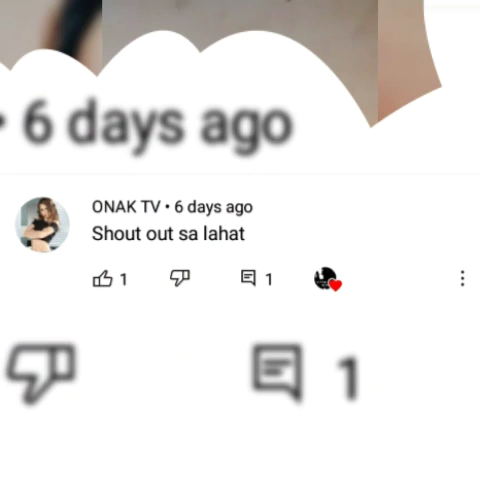 • 6 days ago
ONAK TV • 6 days ago
Shout out sa lahat
1 1
1